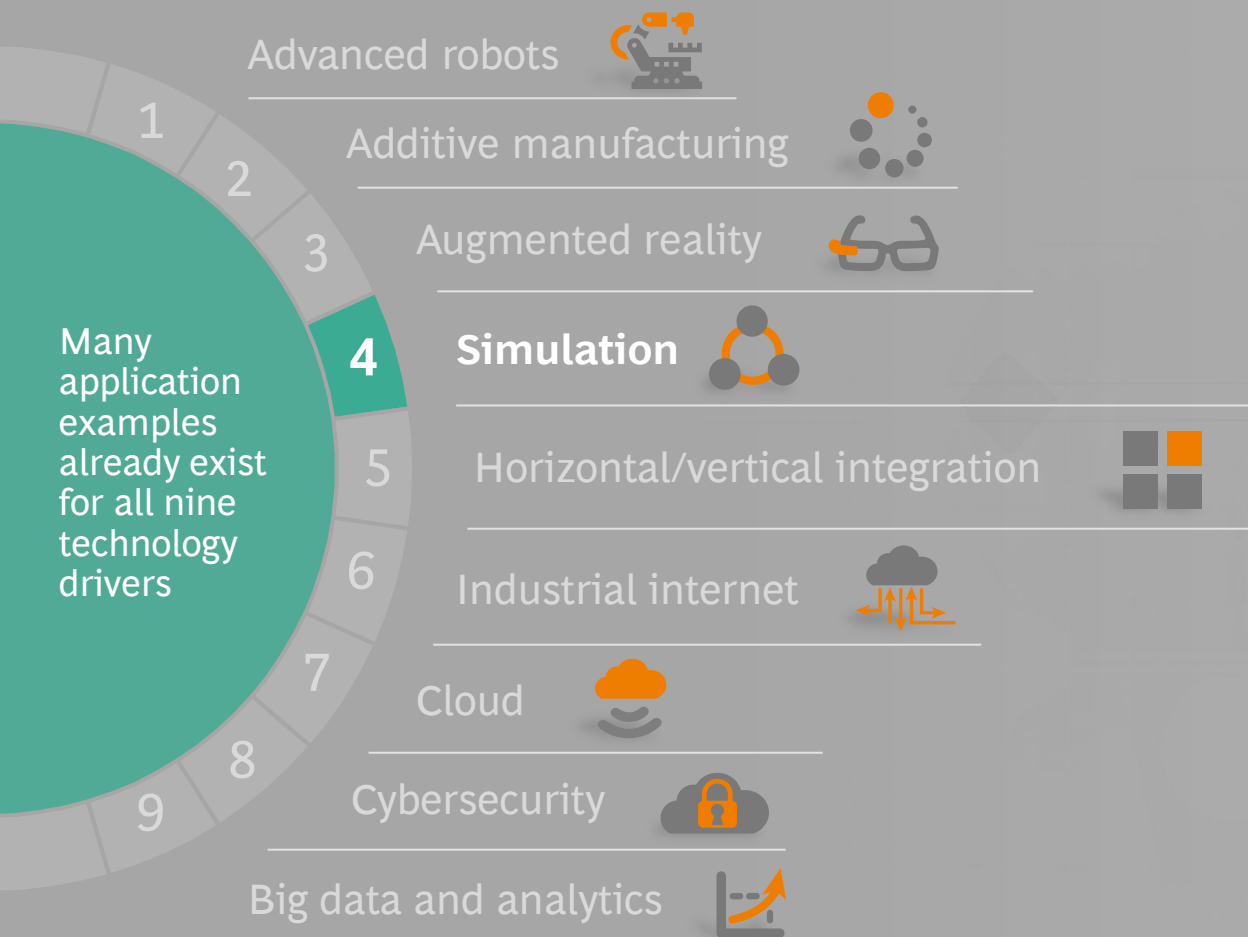 Advanced robots
1
Additive manufacturing
2
Augmented reality
3
Many
application
examples
already exist
for all nine
technology
drivers
4
Simulation
5
Horizontal/vertical integration
6
Industrial internet
7
Cloud
8
Cybersecurity
9
Big data and analytics